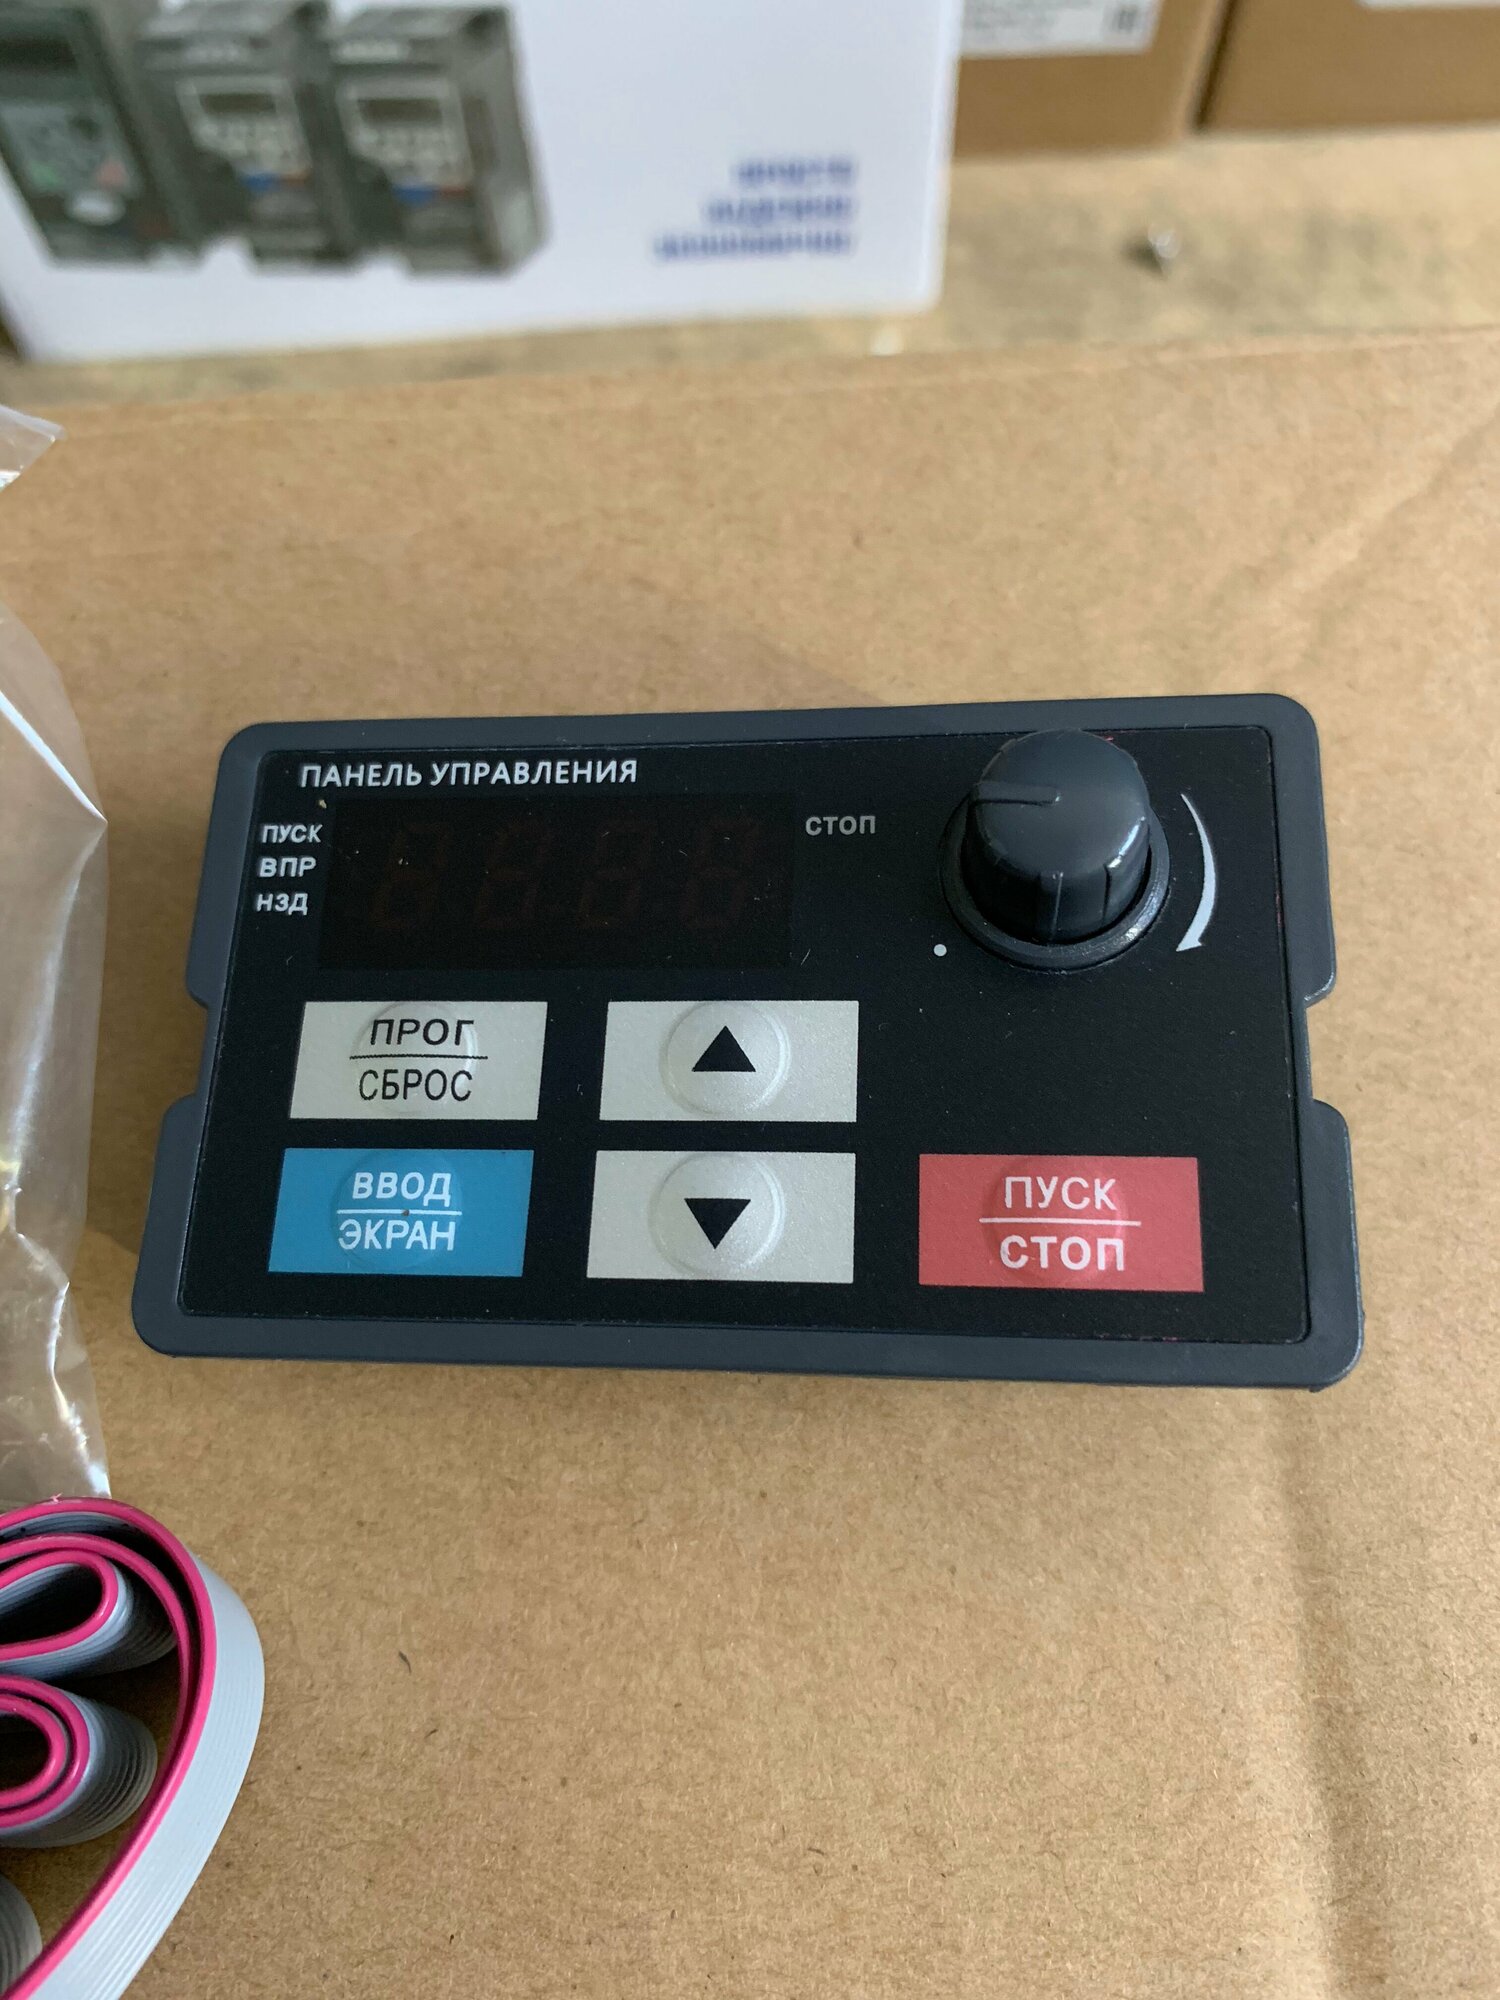 ПАНЕЛЬ УПРАВЛЕНИЯ
ПУСК
ВПР
НЗД
СТОП
ПРОГ
СБРОС
ВВОД
ЭКРАН
ПУСК
СТОП